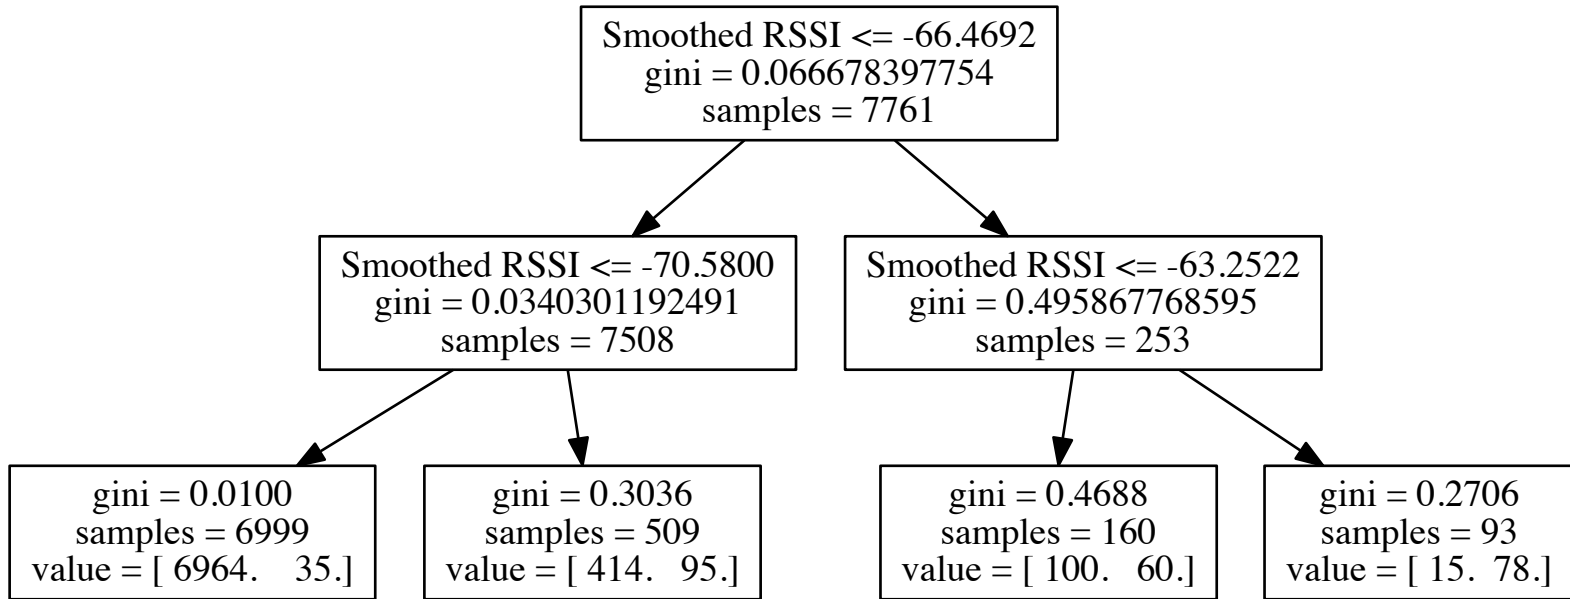 Smoothed RSSI <= -66.4692
gini = 0.066678397754
samples = 7761
Smoothed RSSI <= -70.5800
gini = 0.0340301192491
samples = 7508
Smoothed RSSI <= -63.2522
gini = 0.495867768595
samples = 253
gini = 0.0100
samples = 6999
value = [ 6964.    35.]
gini = 0.3036
samples = 509
value = [ 414.   95.]
gini = 0.4688
samples = 160
value = [ 100.   60.]
gini = 0.2706
samples = 93
value = [ 15.  78.]